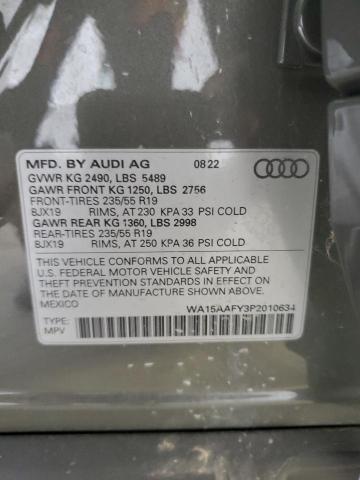 MFD. BY AUDI AG 08 22
GVWR KG 2490, LBS 5489
GAWR FRONT KG 1250, LBS 2756
FRONT-TIRES 235/55 R19
8JX19 RIMS, AT 230 KPA 33 PSI COLD
GAWR REAR KG 1360, LBS 2998
REAR-TIRES 235/55 R19
8JX19 RIMS, AT 250 KPA 36 PSI COLD
THIS VEHICLE CONFORMS TO ALL APPLICABLE
U.S. FEDERAL MOTOR VEHICLE SAFETY AND
THEFT PREVENTION STANDARDS IN EFFECT
ON THE DATE OF MANUFACTURE SHOWN ABOVE
MEXICO
WA15AAFY3P2010634
TYPE:
MPV